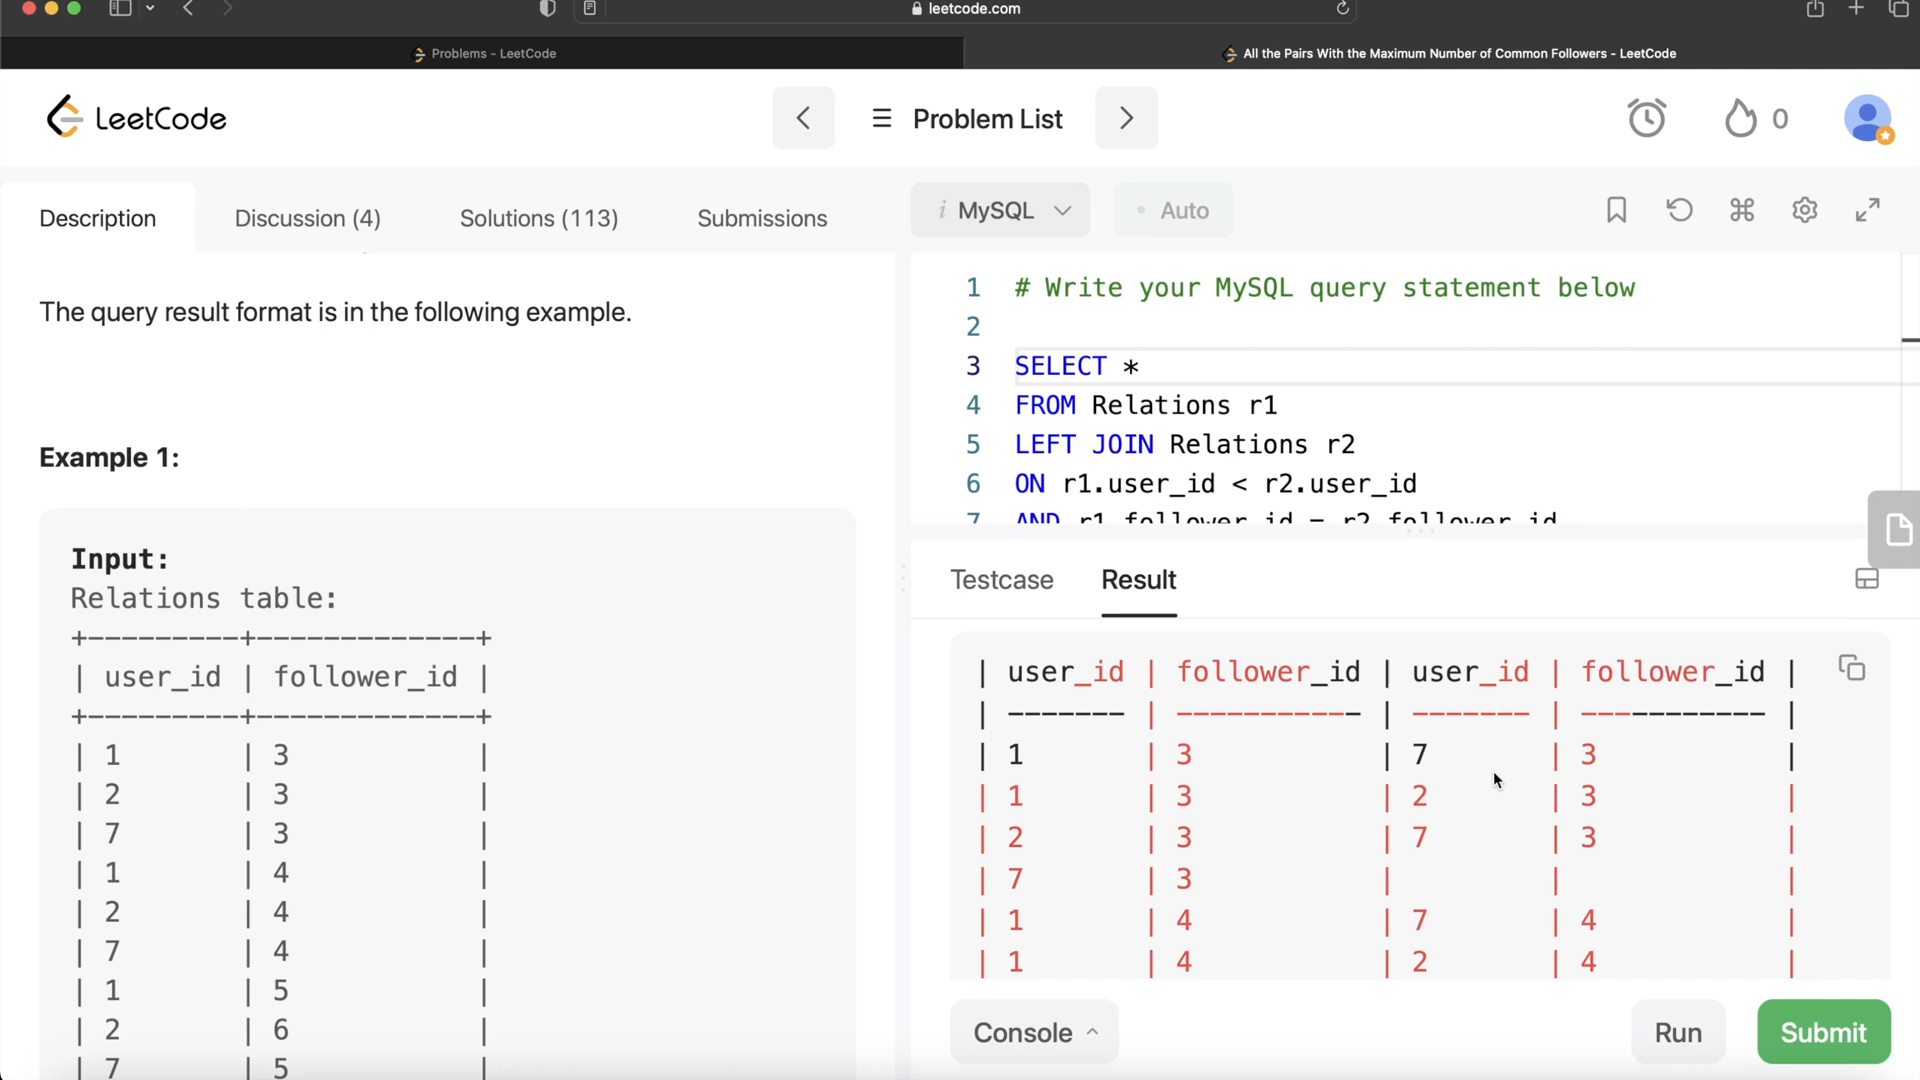 leetcode.com
Problems - LeetCode
All the Pairs With the Maximum Number of Common Followers - LeetCode
LeetCode
Problem List
0
Description
Discussion (4)
Solutions (113)
Submissions
The query result format is in the following example.
Example 1:
Input:
Relations table:
+---------+-------------+
| user_id | follower_id |
+---------+-------------+
| 1 | 3 |
| 2 | 3 |
| 7 | 3 |
| 1 | 4 |
| 2 | 4 |
| 7 | 4 |
| 1 | 5 |
| 2 | 6 |
| 7 | 5 |
i MySQL
Auto
1 # Write your MySQL query statement below
2
3 SELECT *
4 FROM Relations r1
5 LEFT JOIN Relations r2
6 ON r1.user_id < r2.user_id
7 AND r1.follower_id = r2.follower_id
Testcase
Result
| user_id | follower_id | user_id | follower_id |
| ------- | ----------- | ------- | ----------- |
| 1 | 3 | 7 | 3 |
| 1 | 3 | 2 | 3 |
| 2 | 3 | 7 | 3 |
| 7 | 3 | | |
| 1 | 4 | 7 | 4 |
| 1 | 4 | 2 | 4 |
Console
Run
Submit